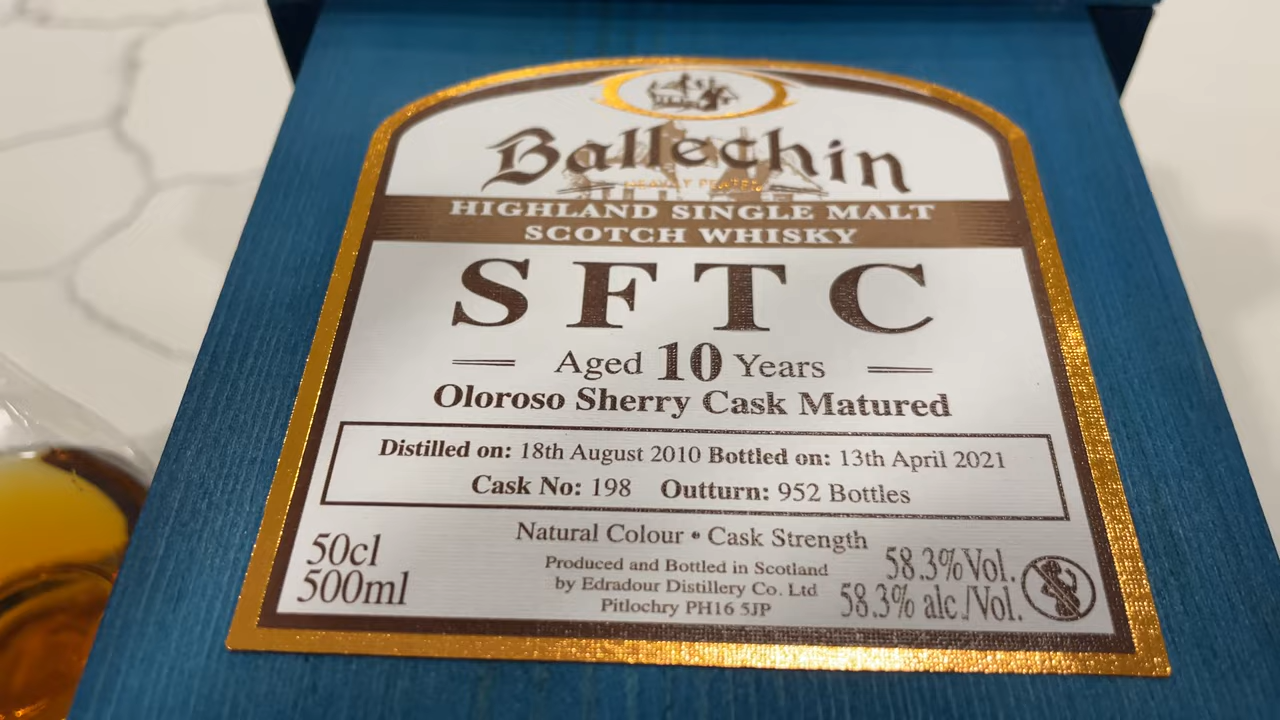 Ballechin
HEAVILY PEATED
HIGHLAND SINGLE MALT
SCOTCH WHISKY
SFTC
Aged 10 Years
Oloroso Sherry Cask Matured
Distilled on: 18th August 2010 Bottled on: 13th April 2021
Cask No: 198 Outturn: 952 Bottles
Natural Colour • Cask Strength
50cl
500ml
Produced and Bottled in Scotland
by Edradour Distillery Co. Ltd
Pitlochry PH16 5JP
58.3%Vol.
58.3% alc./Vol.